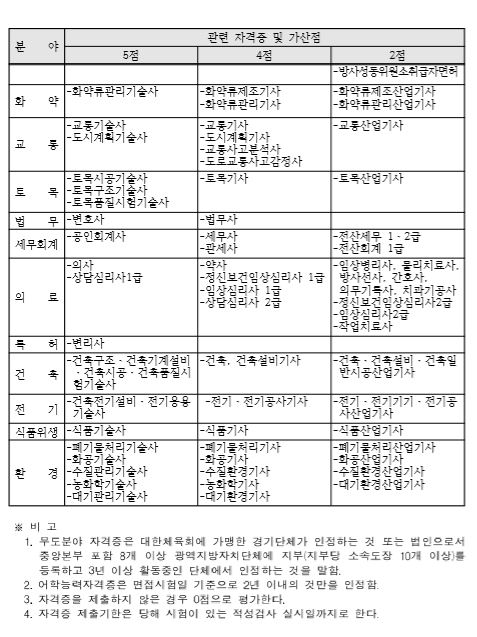 분 야
관련 자격증 및 가산점
5점 4점 2점
-방사성동위원소취급자면허
화 약
-화약류관리기술사
-화약류제조기사
-화약류관리기사
-화약류제조산업기사
-화약류관리산업기사
교 통
-교통기술사
-도시계획기술사
-교통기사
-도시계획기사
-교통사고분석사
-도로교통사고감정사
-교통산업기사
토 목
-토목시공기술사
-토목구조기술사
-토목품질시험기술사
-토목기사
-토목산업기사
법 무
-변호사
-법무사
세무회계
-공인회계사
-세무사
-관세사
-전산세무 1ㆍ2급
-전산회계 1급
의 료
-의사
-상담심리사1급
-약사
-정신보건임상심리사 1급
-임상심리사 1급
-상담심리사 2급
-임상병리사, 물리치료사,
방사선사, 간호사,
의무기록사, 치과기공사
-정신보건임상심리사2급
-임상심리사2급
-작업치료사
특 허
-변리사
건 축
-건축구조ㆍ건축기계설비
ㆍ건축시공ㆍ건축품질시
험기술사
-건축, 건축설비기사
-건축ㆍ건축설비ㆍ건축일
반시공산업기사
전 기
-건축전기설비ㆍ전기응용
기술사
-전기ㆍ전기공사기사
-전기ㆍ전기기기ㆍ전기공
사산업기사
식품위생
-식품기술사
-식품기사
-식품산업기사
환 경
-폐기물처리기술사
-화공기술사
-수질관리기술사
-농화학기술사
-대기관리기술사
-폐기물처리기사
-화공기사
-수질환경기사
-농화학기사
-대기환경기사
-폐기물처리산업기사
-화공산업기사
-수질환경산업기사
-대기환경산업기사
※ 비 고
1. 무도분야 자격증은 대한체육회에 가맹한 경기단체가 인정하는 것 또는 법인으로서
중앙본부 포함 8개 이상 광역지방자치단체에 지부(지부당 소속도장 10개 이상)를
등록하고 3년 이상 활동중인 단체에서 인정하는 것을 말함.
2. 어학능력자격증은 면접시험일 기준으로 2년 이내의 것만을 인정함.
3. 자격증을 제출하지 않은 경우 0점으로 평가한다.
4. 자격증 제출기한은 당해 시험이 있는 적성검사 실시일까지로 한다.